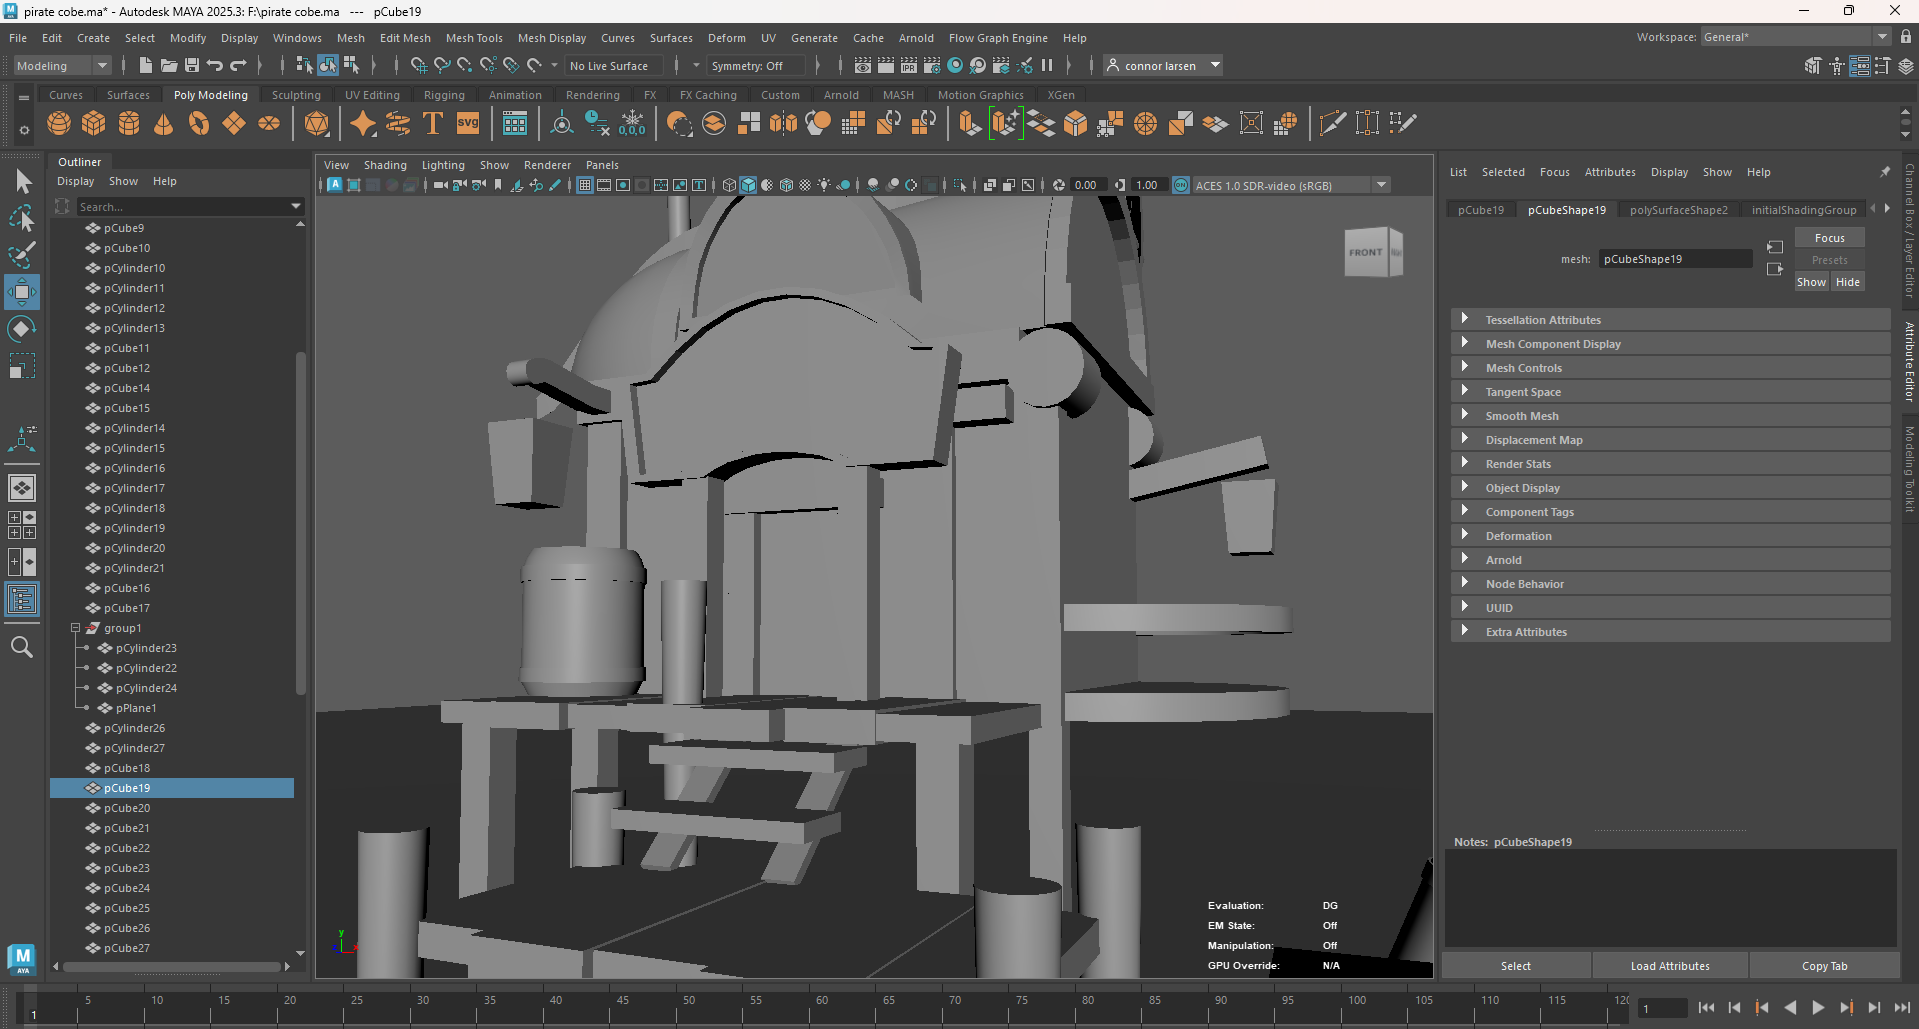 pirate cobe.ma* - Autodesk MAYA 2025.3: F:\pirate cobe.ma --- pCube19
File Edit Create Select Modify Display Windows Mesh Edit Mesh Mesh Tools Mesh Display Curves Surfaces Deform UV Generate Cache Arnold Flow Graph Engine Help
Workspace: General*
Modeling No Live Surface Symmetry: Off IPR connor larsen
Curves Surfaces Poly Modeling Sculpting UV Editing Rigging Animation Rendering FX FX Caching Custom Arnold MASH Motion Graphics XGen
T SVG 0,0,0
Outliner
Display Show Help
Search...
pCube9
pCube10
pCylinder10
pCylinder11
pCylinder12
pCylinder13
pCube11
pCube12
pCube14
pCube15
pCylinder14
pCylinder15
pCylinder16
pCylinder17
pCylinder18
pCylinder19
pCylinder20
pCylinder21
pCube16
pCube17
group1
pCylinder23
pCylinder22
pCylinder24
pPlane1
pCylinder26
pCylinder27
pCube18
pCube19
pCube20
pCube21
pCube22
pCube23
pCube24
pCube25
pCube26
pCube27
M
AYA
View Shading Lighting Show Renderer Panels
A 0.00 1.00 ACES 1.0 SDR-video (sRGB)
FRONT
Evaluation: DG
EM State: Off
Manipulation: Off
GPU Override: N/A
y
List Selected Focus Attributes Display Show Help
pCube19 pCubeShape19 polySurfaceShape2 initialShadingGroup
mesh: pCubeShape19
Focus
Presets
Show Hide
Tessellation Attributes
Mesh Component Display
Mesh Controls
Tangent Space
Smooth Mesh
Displacement Map
Render Stats
Object Display
Component Tags
Deformation
Arnold
Node Behavior
UUID
Extra Attributes
Notes: pCubeShape19
Select Load Attributes Copy Tab
Channel Box / Layer Editor
Attribute Editor
Modeling Toolkit
5 10 15 20 25 30 35 40 45 50 55 60 65 70 75 80 85 90 95 100 105 110 115 120
1
1